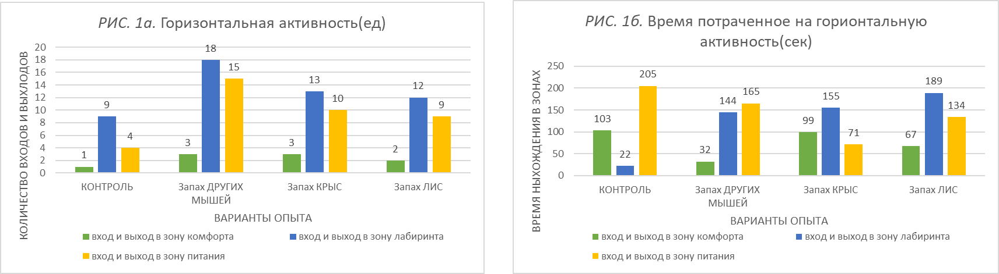 РИС. 1а. Горизонтальная активность(ед)
КОЛИЧЕСТВО ВХОДОВ И ВЫХЛОДОВ
20
18
16
14
12
10
8
6
4
2
0
1
9
4
3
18
15
3
13
10
2
12
9
КОНТРОЛЬ
Запах ДРУГИХ
МЫШЕЙ
Запах КРЫС
Запах ЛИС
ВАРИАНТЫ ОПЫТА
вход и выход в зону комфорта
вход и выход в зону лабиринта
вход и выход в зону питания
РИС. 1б. Время потраченное на горионтальную
активность(сек)
ВРЕМЯ НЫХОЖДЕНИЯ В ЗОНАХ
250
200
150
100
50
0
103
22
205
32
144
165
99
155
71
67
189
134
КОНТРОЛЬ
Запах ДРУГИХ
МЫШЕЙ
Запах КРЫС
Запах ЛИС
ВАРИАНТЫ ОПЫТА
вход и выход в зону комфорта
вход и выход в зону лабиринта
вход и выход в зону питания